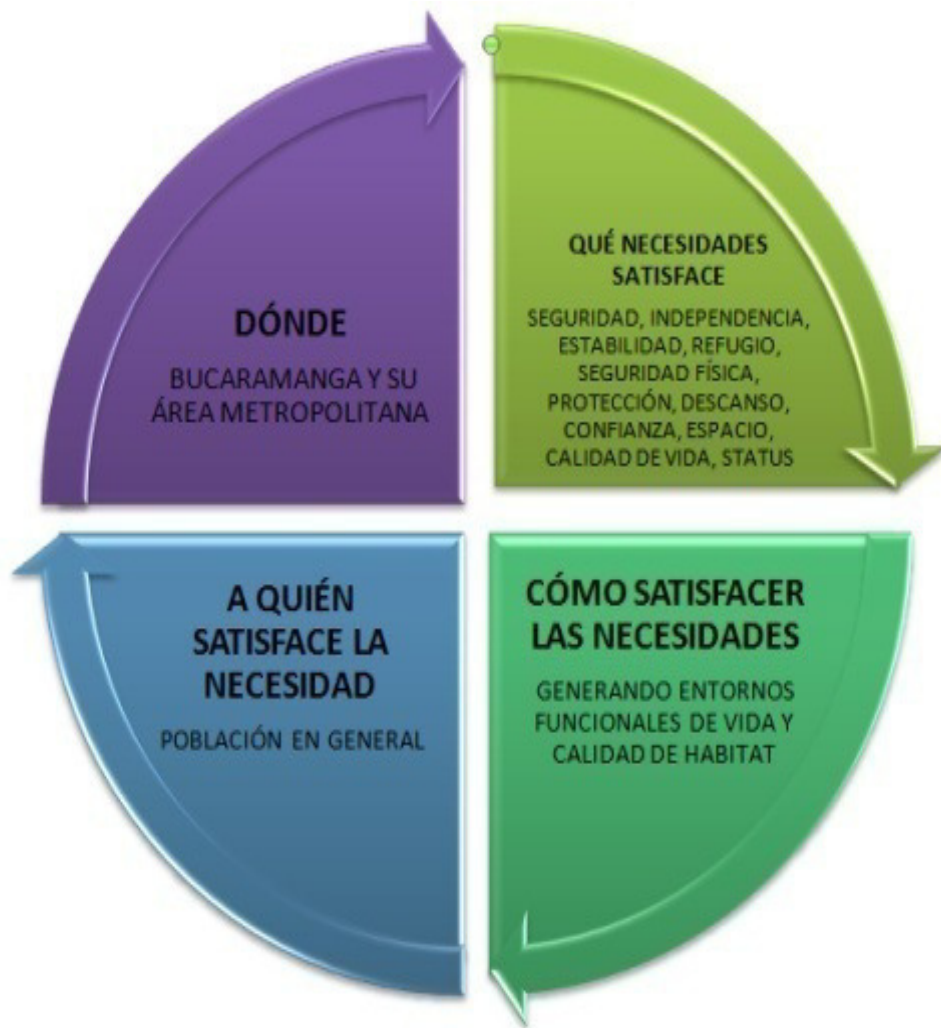 DÓNDE
BUCARAMANGA Y SU
ÁREA METROPOLITANA
QUÉ NECESIDADES
SATISFACE
SEGURIDAD, INDEPENDENCIA,
ESTABILIDAD, REFUGIO,
SEGURIDAD FÍSICA,
PROTECCIÓN, DESCANSO,
CONFIANZA, ESPACIO,
CALIDAD DE VIDA, STATUS
A QUIÉN
SATISFACE LA
NECESIDAD
POBLACIÓN EN GENERAL
CÓMO SATISFACER
LAS NECESIDADES
GENERANDO ENTORNOS
FUNCIONALES DE VIDA Y
CALIDAD DE HABITAT